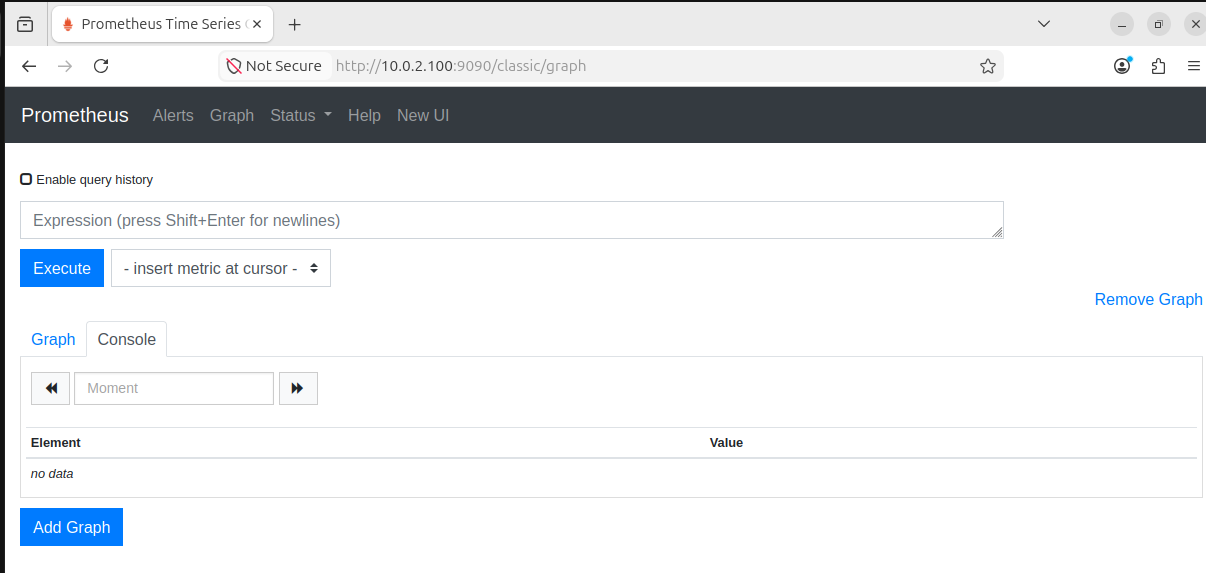 Prometheus Time Series
Not Secure http://10.0.2.100:9090/classic/graph
Prometheus Alerts Graph Status Help New UI
Enable query history
Expression (press Shift+Enter for newlines)
Execute - insert metric at cursor -
Remove Graph
Graph Console
Moment
Element Value
no data
Add Graph